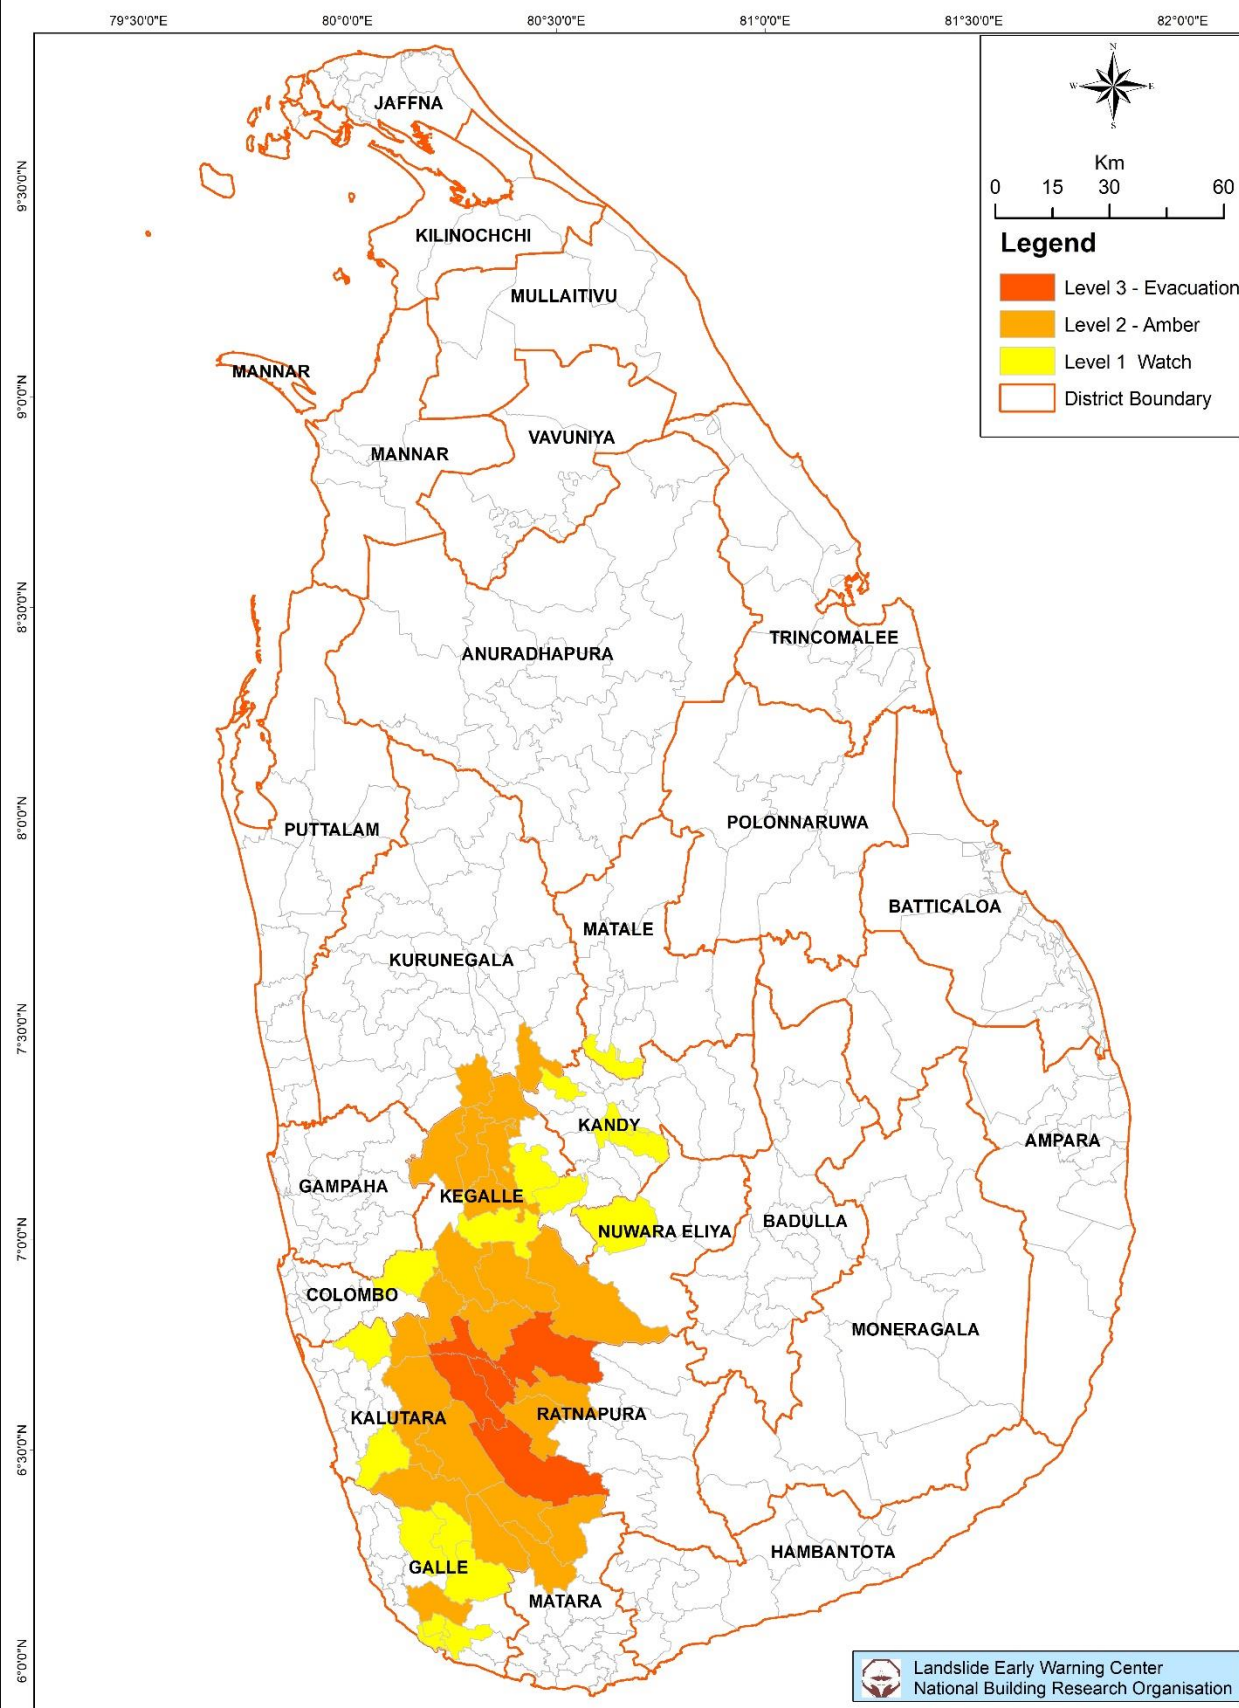 79°30'0"E 80°0'0"E 80°30'0"E 81°0'0"E 81°30'0"E 82°0'0"E
N
W E
S
Km
0 15 30 60
Legend
Level 3 - Evacuation
Level 2 - Amber
Level 1 Watch
District Boundary
JAFFNA
9°30'0"N
KILINOCHCHI
MULLAITIVU
MANNAR
9°0'0"N
VAVUNIYA
MANNAR
8°30'0"N
TRINCOMALEE
ANURADHAPURA
8°0'0"N
PUTTALAM
POLONNARUWA
BATTICALOA
MATALE
KURUNEGALA
7°30'0"N
KANDY
AMPARA
GAMPAHA
KEGALLE
7°0'0"N
NUWARA ELIYA
BADULLA
COLOMBO
MONERAGALA
KALUTARA
RATNAPURA
6°30'0"N
HAMBANTOTA
GALLE
MATARA
6°0'0"N
Landslide Early Warning Center
National Building Research Organisation